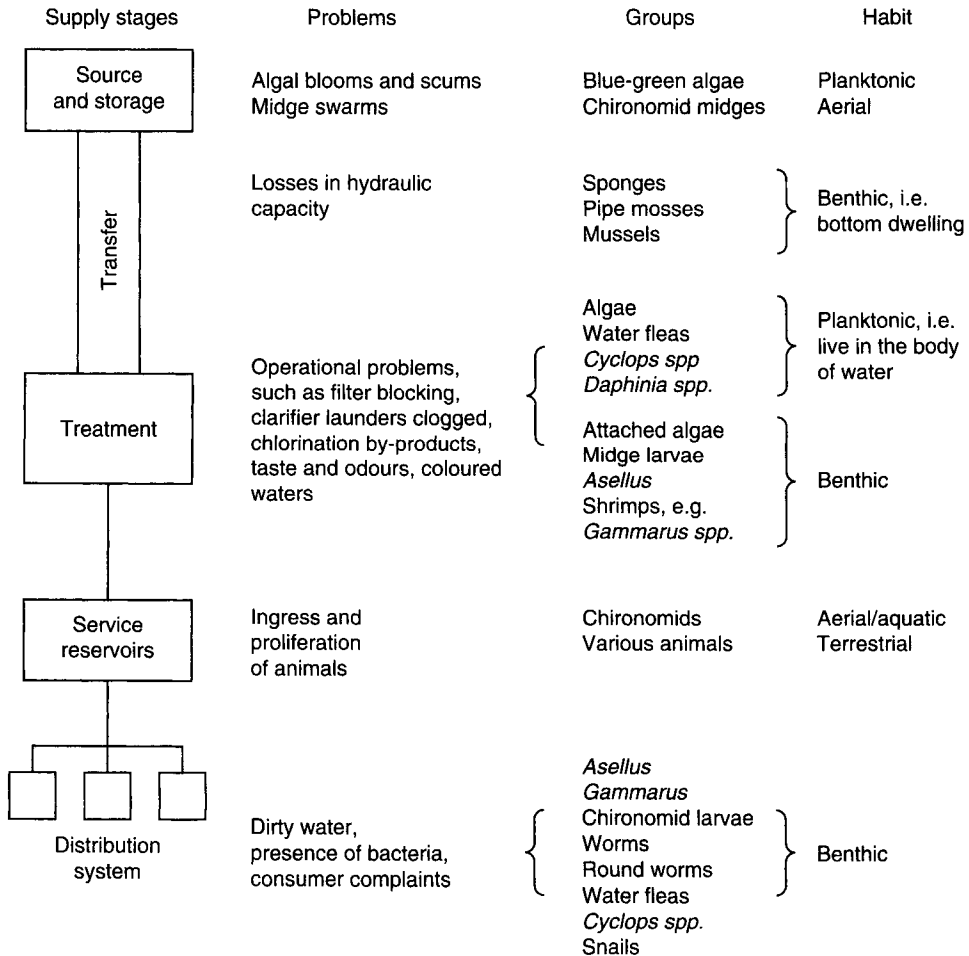 Supply stages
Problems
Groups
Habit
Source
and storage
Algal blooms and scums
Midge swarms
Blue-green algae
Chironomid midges
Planktonic
Aerial
Transfer
Losses in hydraulic
capacity
Sponges
Pipe mosses
Mussels
Benthic, i.e.
bottom dwelling
Treatment
Operational problems,
such as filter blocking,
clarifier launders clogged,
chlorination by-products,
taste and odours, coloured
waters
Algae
Water fleas
Cyclops spp
Daphinia spp.
Planktonic, i.e.
live in the body
of water
Attached algae
Midge larvae
Asellus
Shrimps, e.g.
Gammarus spp.
Benthic
Service
reservoirs
Ingress and
proliferation
of animals
Chironomids
Various animals
Aerial/aquatic
Terrestrial
Distribution
system
Dirty water,
presence of bacteria,
consumer complaints
Asellus
Gammarus
Chironomid larvae
Worms
Round worms
Water fleas
Cyclops spp.
Snails
Benthic